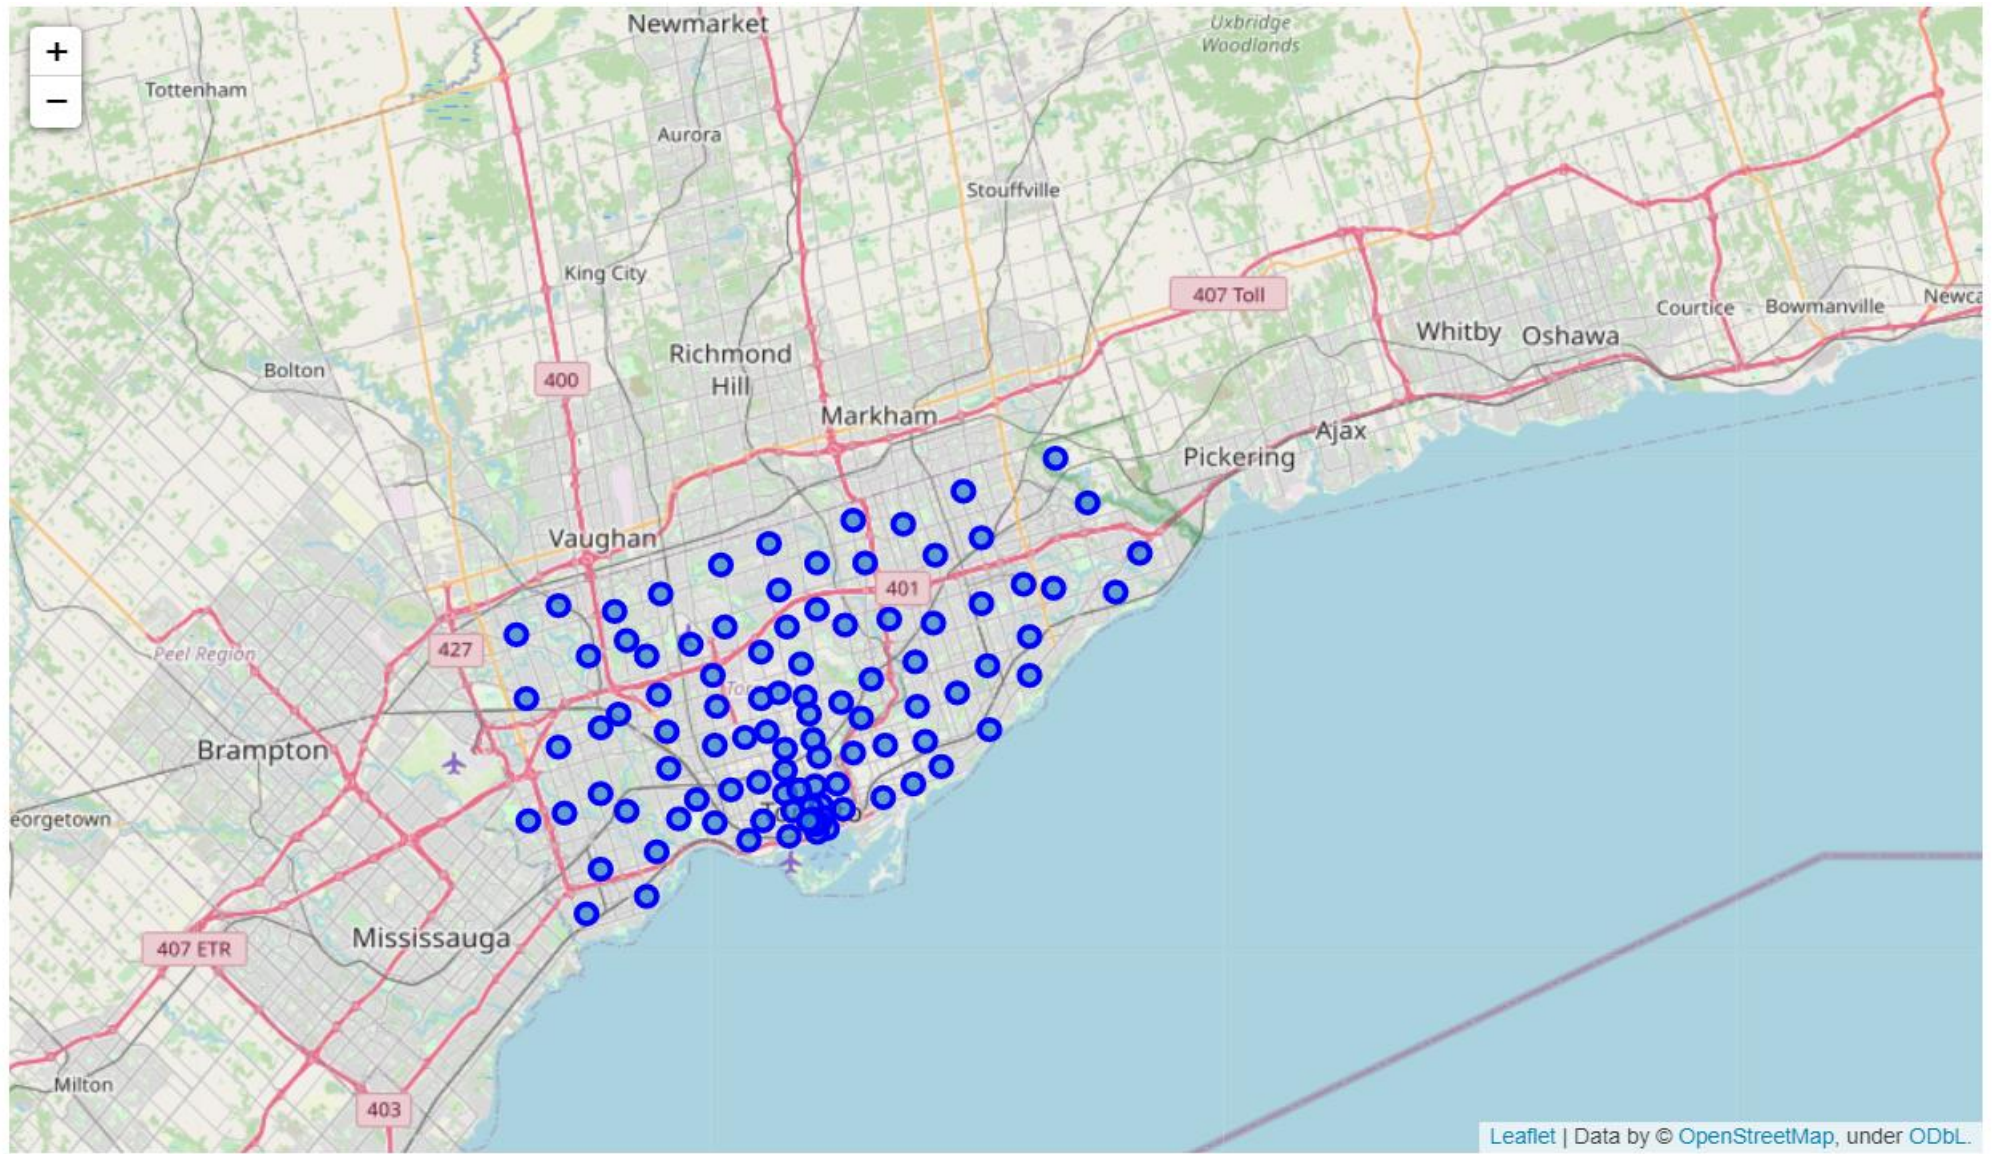 Newmarket
Uxbridge
Woodlands
+
−
Tottenham
Aurora
Stouffville
King City
407 Toll
Courtice
Bowmanville
Newca
Whitby
Oshawa
Richmond
Hill
Bolton
400
Markham
Ajax
Pickering
Vaughan
401
427
Peel Region
Brampton
eorgetown
Mississauga
407 ETR
Milton
403
Leaflet | Data by © OpenStreetMap, under ODbL.